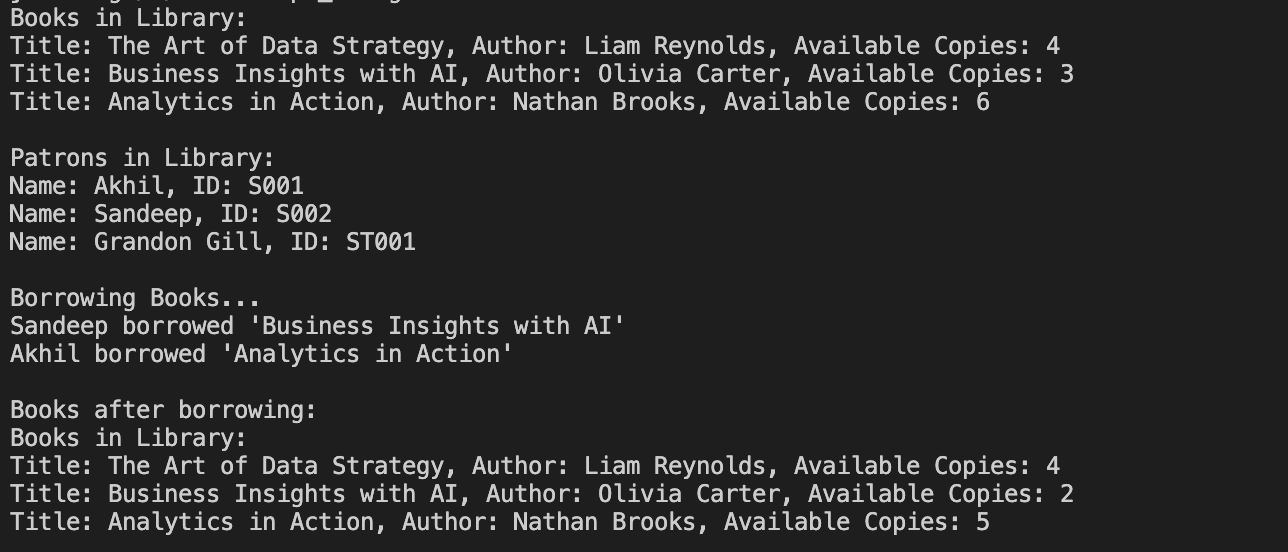 Books in Library:
Title: The Art of Data Strategy, Author: Liam Reynolds, Available Copies: 4
Title: Business Insights with AI, Author: Olivia Carter, Available Copies: 3
Title: Analytics in Action, Author: Nathan Brooks, Available Copies: 6

Patrons in Library:
Name: Akhil, ID: S001
Name: Sandeep, ID: S002
Name: Grandon Gill, ID: ST001

Borrowing Books...
Sandeep borrowed 'Business Insights with AI'
Akhil borrowed 'Analytics in Action'

Books after borrowing:
Books in Library:
Title: The Art of Data Strategy, Author: Liam Reynolds, Available Copies: 4
Title: Business Insights with AI, Author: Olivia Carter, Available Copies: 2
Title: Analytics in Action, Author: Nathan Brooks, Available Copies: 5